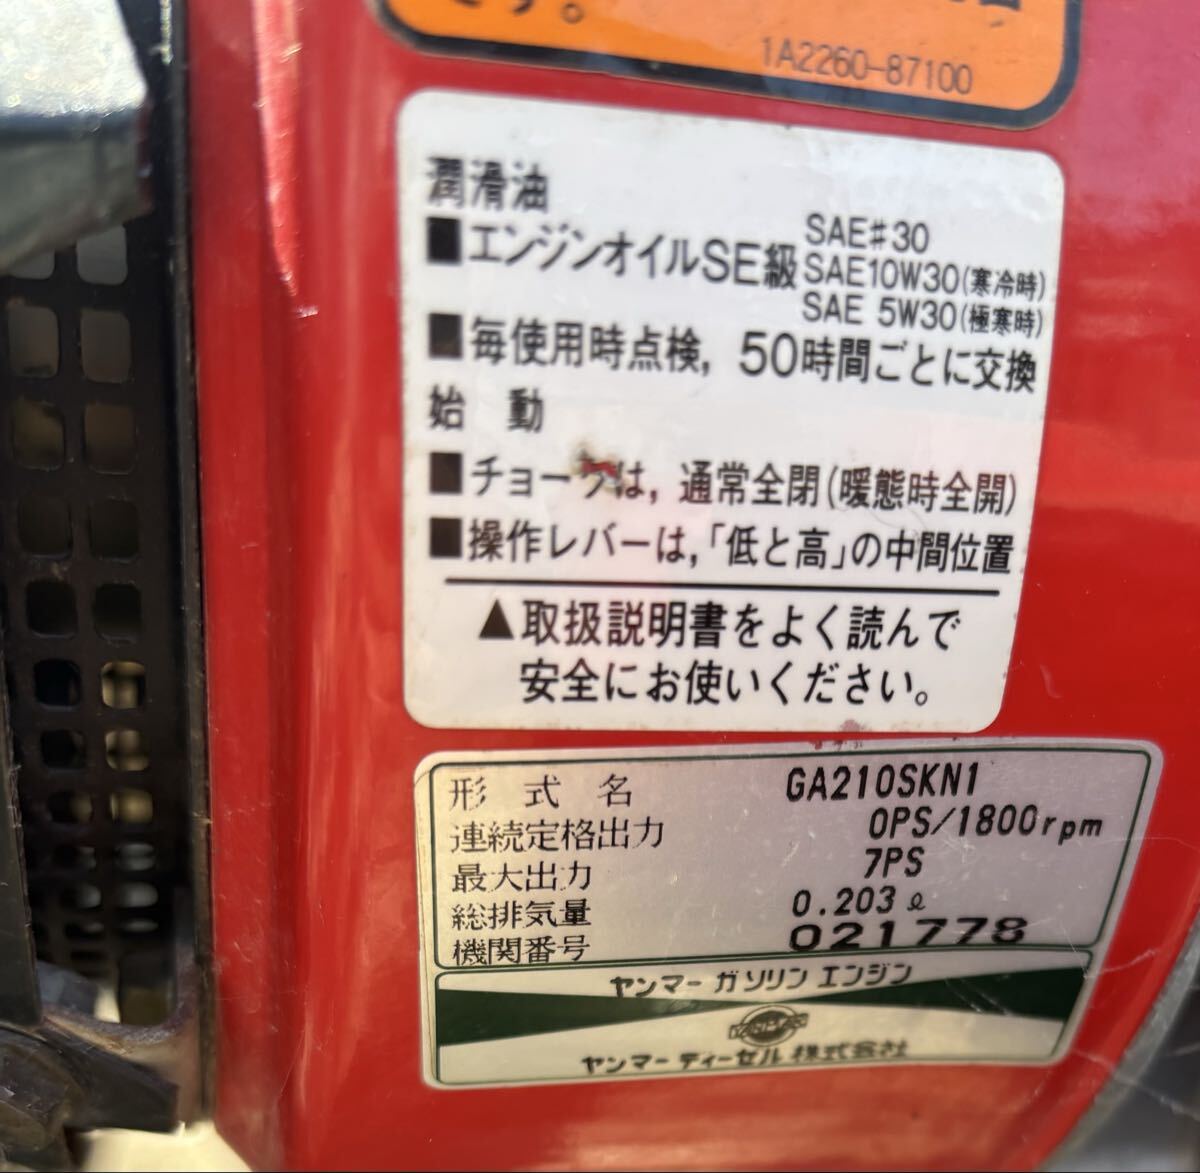 です。
1A2260-87100
潤滑油
■エンジンオイルSE級 SAE#30
SAE10W30(寒冷時)
SAE 5W30(極寒時)
■毎使用時点検, 50時間ごとに交換
始 動
■チョークは, 通常全閉(暖態時全開)
■操作レバーは,「低と高」の中間位置
▲取扱説明書をよく読んで
安全にお使いください。
形 式 名 GA210SKN1
連続定格出力 0PS/1800rpm
最大出力 7PS
総排気量 0.203ℓ
機関番号 021778
ヤンマー ガソリン エンジン
YANMAR
ヤンマー ディーゼル 株式会社